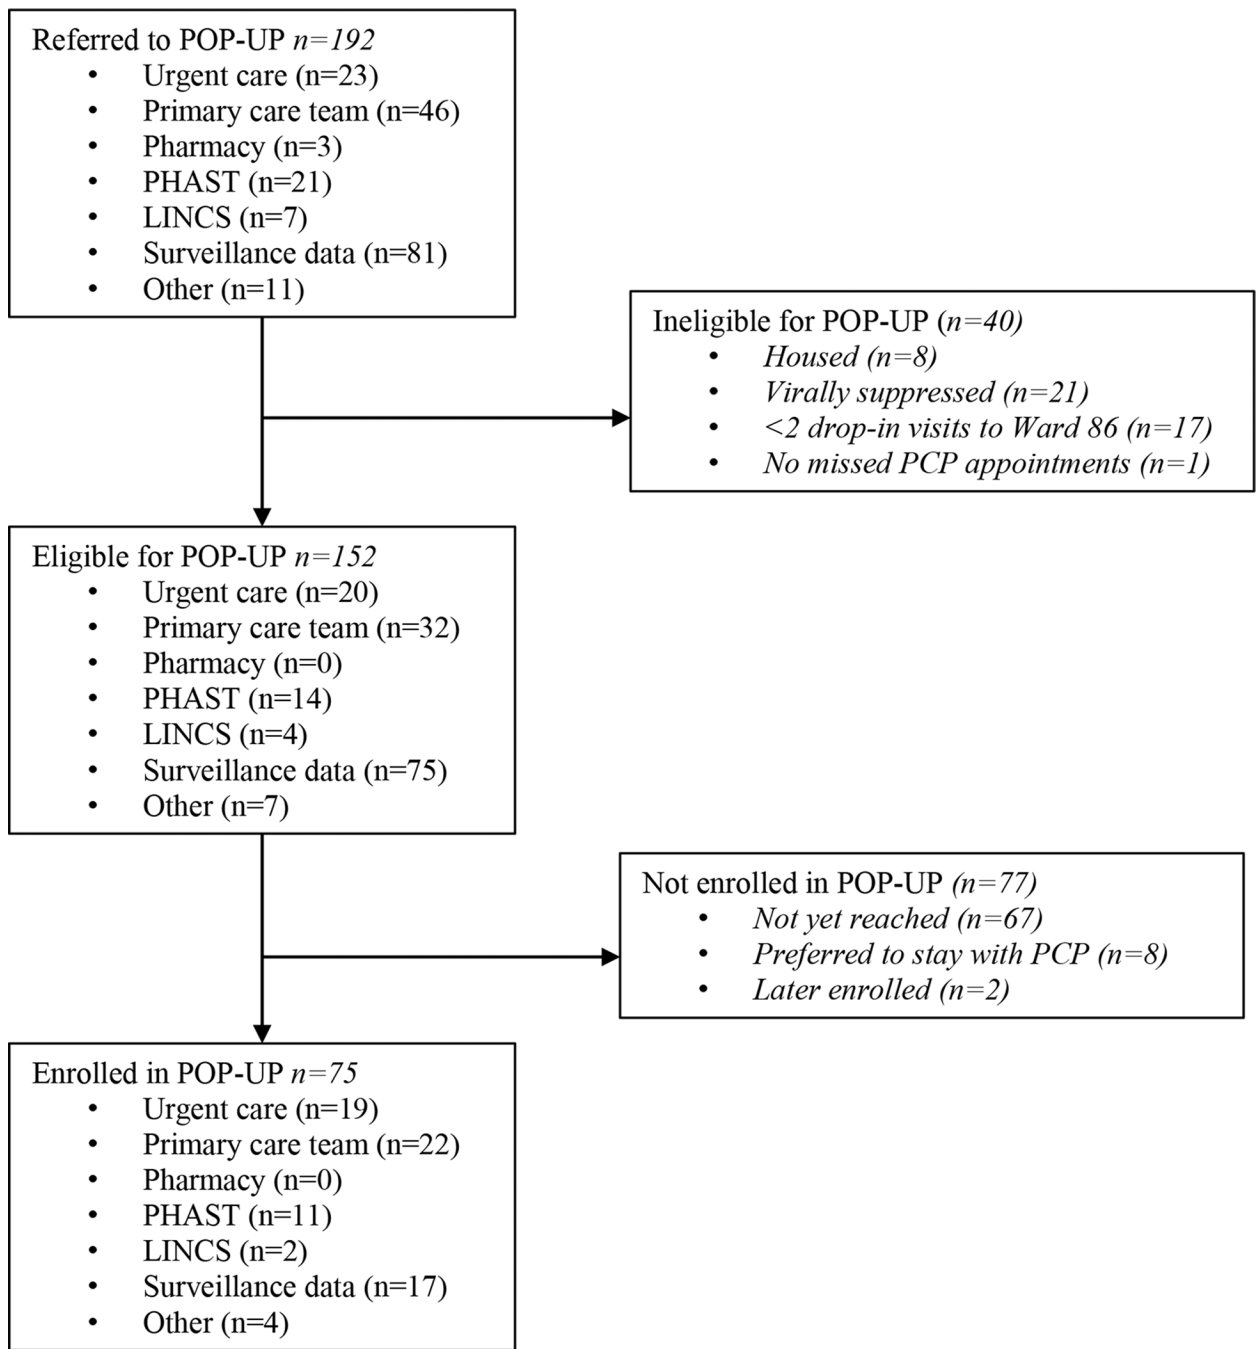 Referred to POP-UP n=192
• Urgent care (n=23)
• Primary care team (n=46)
• Pharmacy (n=3)
• PHAST (n=21)
• LINCS (n=7)
• Surveillance data (n=81)
• Other (n=11)
Ineligible for POP-UP (n=40)
• Housed (n=8)
• Virally suppressed (n=21)
• <2 drop-in visits to Ward 86 (n=17)
• No missed PCP appointments (n=1)
Eligible for POP-UP n=152
• Urgent care (n=20)
• Primary care team (n=32)
• Pharmacy (n=0)
• PHAST (n=14)
• LINCS (n=4)
• Surveillance data (n=75)
• Other (n=7)
Not enrolled in POP-UP (n=77)
• Not yet reached (n=67)
• Preferred to stay with PCP (n=8)
• Later enrolled (n=2)
Enrolled in POP-UP n=75
• Urgent care (n=19)
• Primary care team (n=22)
• Pharmacy (n=0)
• PHAST (n=11)
• LINCS (n=2)
• Surveillance data (n=17)
• Other (n=4)